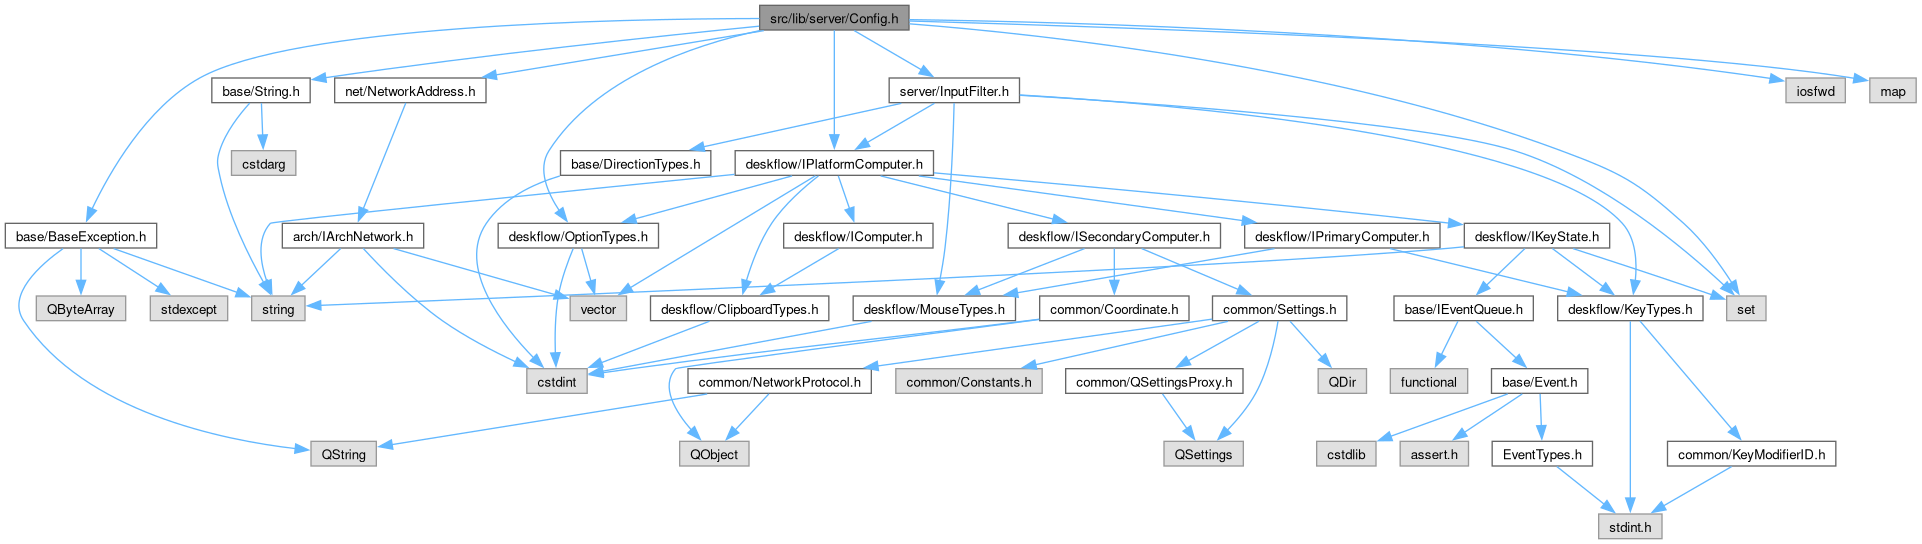 src/lib/server/Config.h
base/String.h
net/NetworkAddress.h
server/InputFilter.h
iosfwd
map
cstdarg
base/DirectionTypes.h
deskflow/IPlatformComputer.h
base/BaseException.h
arch/IArchNetwork.h
deskflow/OptionTypes.h
deskflow/IComputer.h
deskflow/ISecondaryComputer.h
deskflow/IPrimaryComputer.h
deskflow/IKeyState.h
QByteArray
stdexcept
string
vector
deskflow/ClipboardTypes.h
deskflow/MouseTypes.h
common/Coordinate.h
common/Settings.h
base/IEventQueue.h
deskflow/KeyTypes.h
set
cstdint
common/NetworkProtocol.h
common/Constants.h
common/QSettingsProxy.h
QDir
functional
base/Event.h
QString
QObject
QSettings
cstdlib
assert.h
EventTypes.h
common/KeyModifierID.h
stdint.h